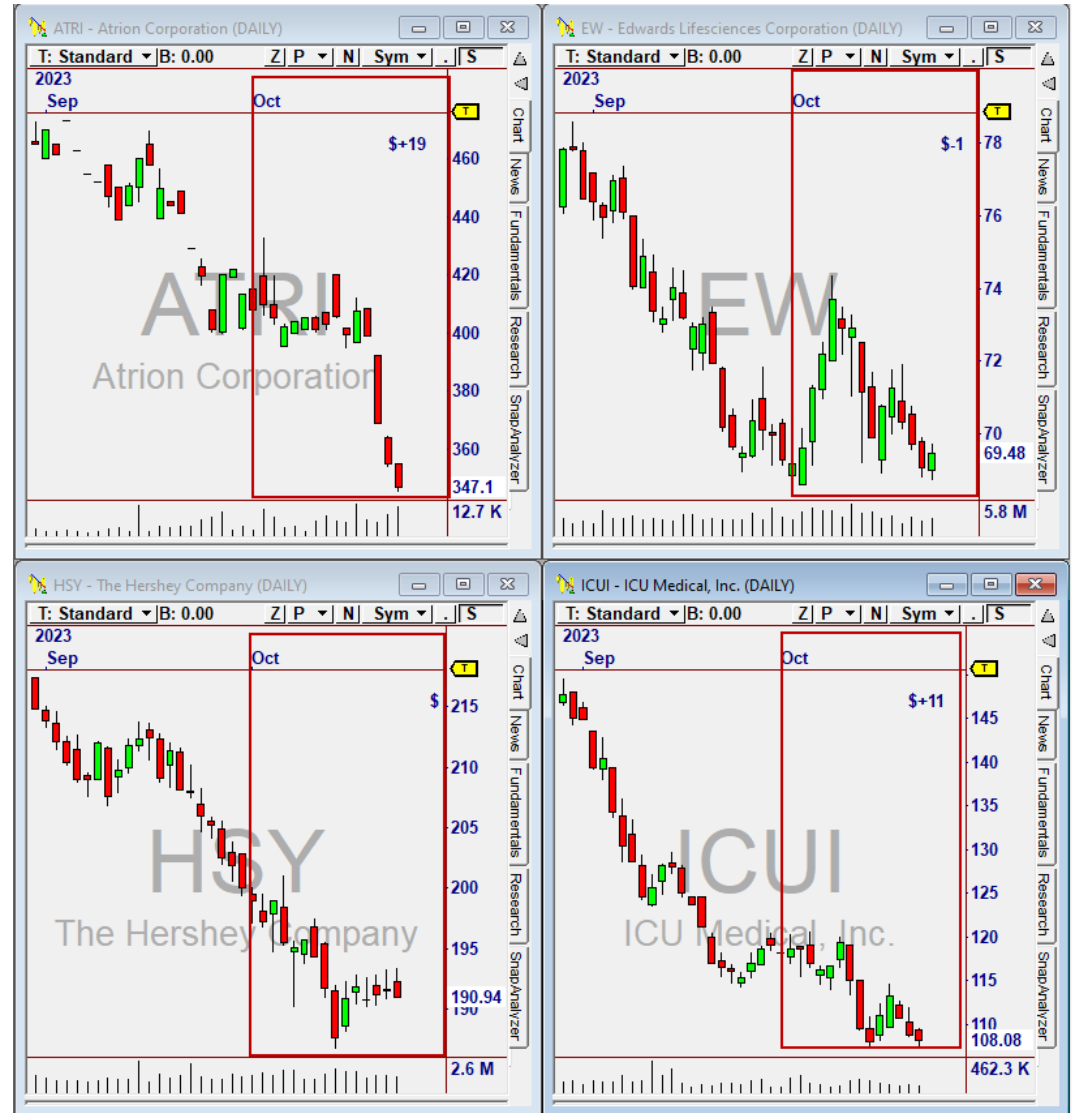 ATRI - Atrion Corporation (DAILY)
T: Standard B: 0.00 Z P N Sym . S
2023
Sep Oct
T
$+19
460
440
420
400
380
360
347.1
12.7 K
ATRI
Atrion Corporation
Chart
News
Fundamentals
Research
SnapAnalyzer
EW - Edwards Lifesciences Corporation (DAILY)
T: Standard B: 0.00 Z P N Sym . S
2023
Sep Oct
T
$-1
78
76
74
72
70
69.48
5.8 M
EW
Chart
News
Fundamentals
Research
SnapAnalyzer
HSY - The Hershey Company (DAILY)
T: Standard B: 0.00 Z P N Sym . S
2023
Sep Oct
T
$
215
210
205
200
195
190.94
190
2.6 M
HSY
The Hershey Company
Chart
News
Fundamentals
Research
SnapAnalyzer
ICUI - ICU Medical, Inc. (DAILY)
T: Standard B: 0.00 Z P N Sym . S
2023
Sep Oct
T
$+11
145
140
135
130
125
120
115
110
108.08
462.3 K
ICUI
ICU Medical, Inc.
Chart
News
Fundamentals
Research
SnapAnalyzer